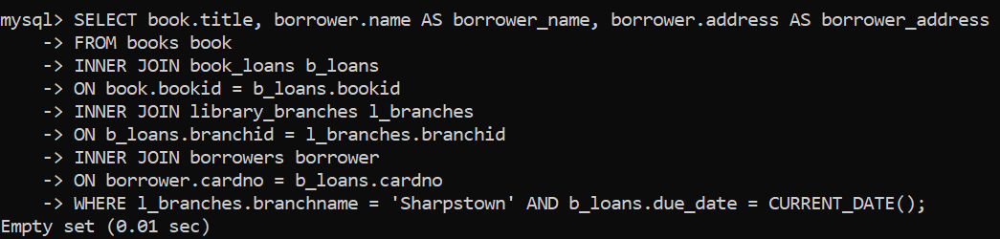 mysql> SELECT book.title, borrower.name AS borrower_name, borrower.address AS borrower_address
    -> FROM books book
    -> INNER JOIN book_loans b_loans
    -> ON book.bookid = b_loans.bookid
    -> INNER JOIN library_branches l_branches
    -> ON b_loans.branchid = l_branches.branchid
    -> INNER JOIN borrowers borrower
    -> ON borrower.cardno = b_loans.cardno
    -> WHERE l_branches.branchname = 'Sharpstown' AND b_loans.due_date = CURRENT_DATE();
Empty set (0.01 sec)